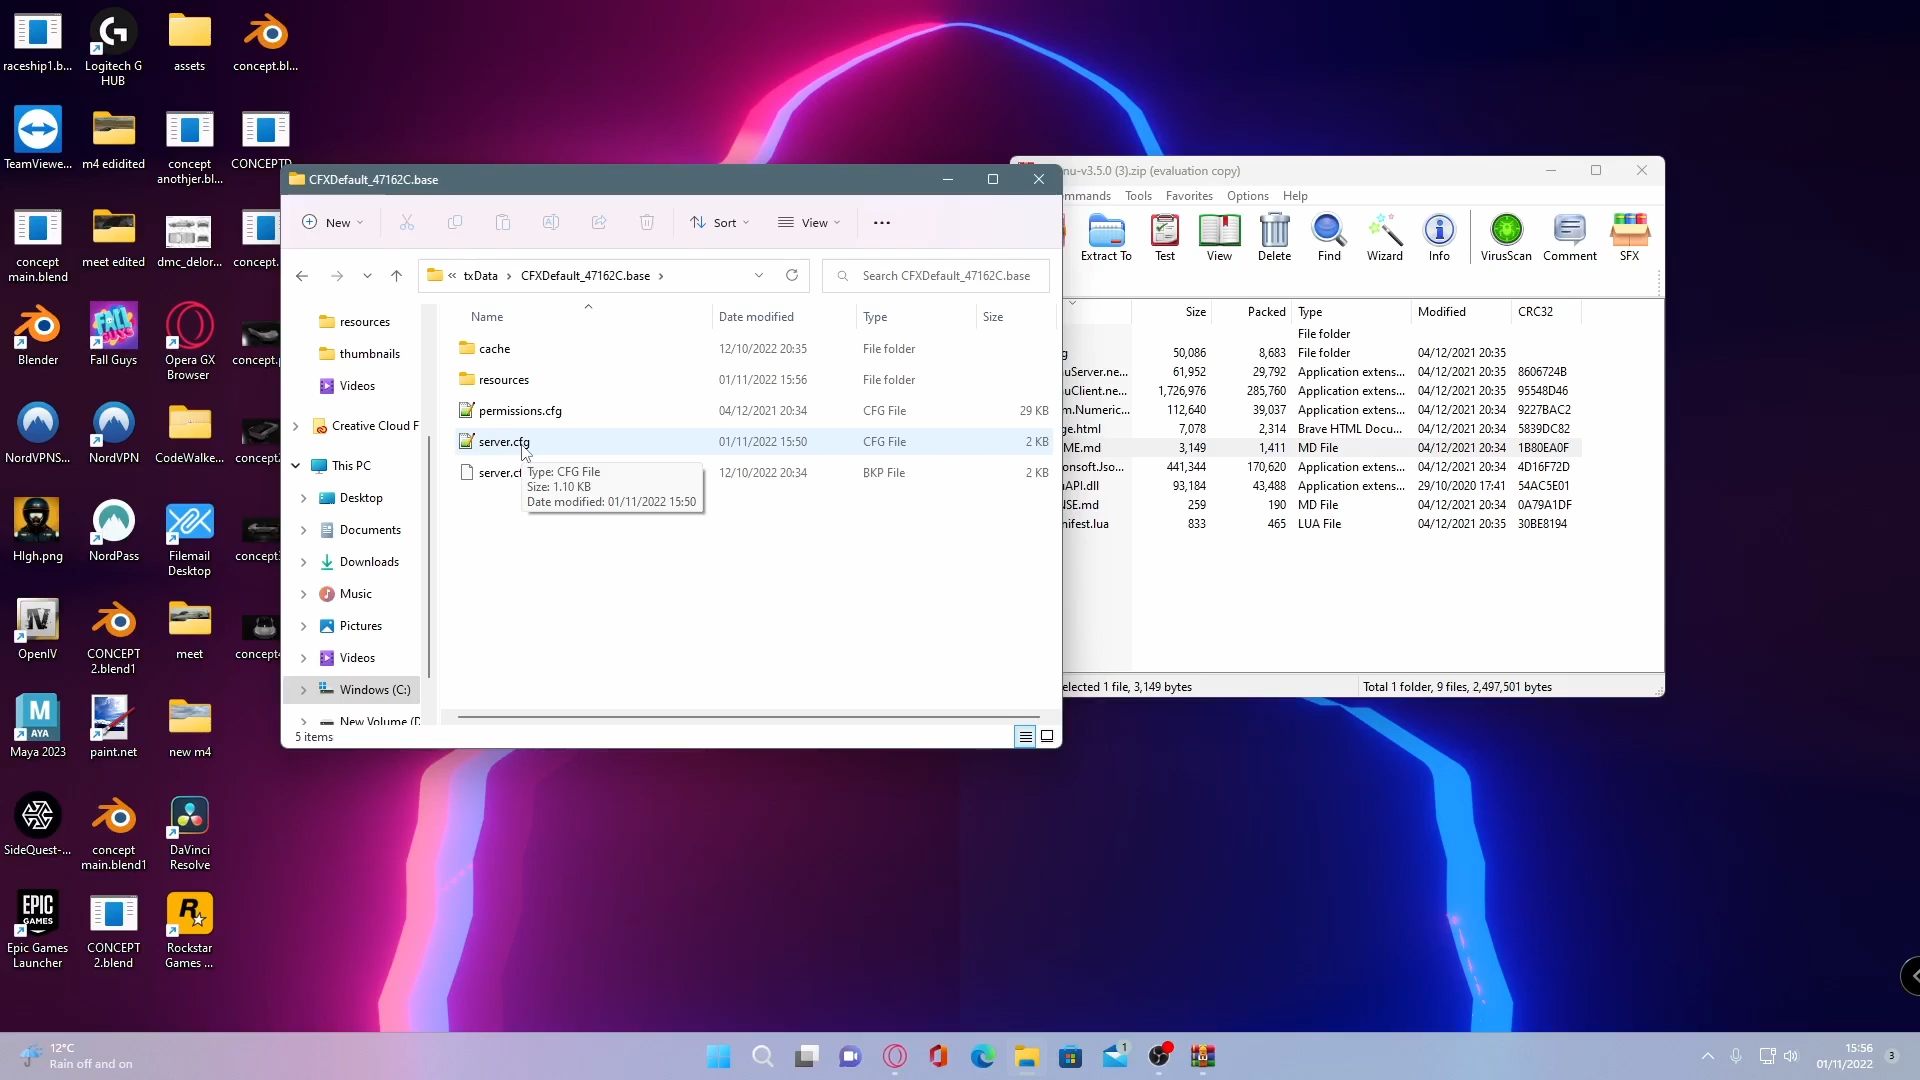 raceship1.b...
Logitech G
HUB
assets
concept.bl...
TeamViewe...
m4 edidited
concept
anothjer.bl...
CONCEPTD
concept
main.blend
meet edited
dmc_delor...
concept.
Blender
Fall Guys
Opera GX
Browser
concept.p
NordVPNS...
NordVPN
CodeWalke...
concept2
HIgh.png
NordPass
Filemail
Desktop
concept3
OpenIV
CONCEPT
2.blend1
meet
concept4
Maya 2023
paint.net
new m4
SideQuest-...
concept
main.blend1
DaVinci
Resolve
Epic Games
Launcher
CONCEPT
2.blend
Rockstar
Games ...
M
AYA
EPIC
GAMES
CFXDefault_47162C.base
New
Sort
View
txData
CFXDefault_47162C.base
Search CFXDefault_47162C.base
resources
thumbnails
Videos
Creative Cloud F
This PC
Desktop
Documents
Downloads
Music
Pictures
Videos
Windows (C:)
New Volume (D
Name Date modified Type Size
cache 12/10/2022 20:35 File folder
resources 01/11/2022 15:56 File folder
permissions.cfg 04/12/2021 20:34 CFG File 29 KB
server.cfg 01/11/2022 15:50 CFG File 2 KB
server.cf 12/10/2022 20:34 BKP File 2 KB
Type: CFG File
Size: 1.10 KB
Date modified: 01/11/2022 15:50
5 items
nu-v3.5.0 (3).zip (evaluation copy)
mmands Tools Favorites Options Help
Extract To Test View Delete Find Wizard Info VirusScan Comment SFX
Size Packed Type Modified CRC32
File folder
g 50,086 8,683 File folder 04/12/2021 20:35
uServer.ne... 61,952 29,792 Application extens... 04/12/2021 20:35 8606724B
uClient.ne... 1,726,976 285,760 Application extens... 04/12/2021 20:35 95548D46
m.Numeric... 112,640 39,037 Application extens... 04/12/2021 20:35 9227BAC2
ge.html 7,078 2,314 Brave HTML Docu... 04/12/2021 20:35 5839DC82
ME.md 3,149 1,411 MD File 04/12/2021 20:34 1B80EA0F
onsoft.Jso... 441,344 170,620 Application extens... 04/12/2021 20:34 4D16F72D
API.dll 93,184 43,488 Application extens... 29/10/2020 17:41 54AC5E01
NSE.md 259 190 MD File 04/12/2021 20:34 0A79A1DF
nifest.lua 833 465 LUA File 04/12/2021 20:35 30BE8194
elected 1 file, 3,149 bytes
Total 1 folder, 9 files, 2,497,501 bytes
12°C
Rain off and on
1
15:56
01/11/2022
3